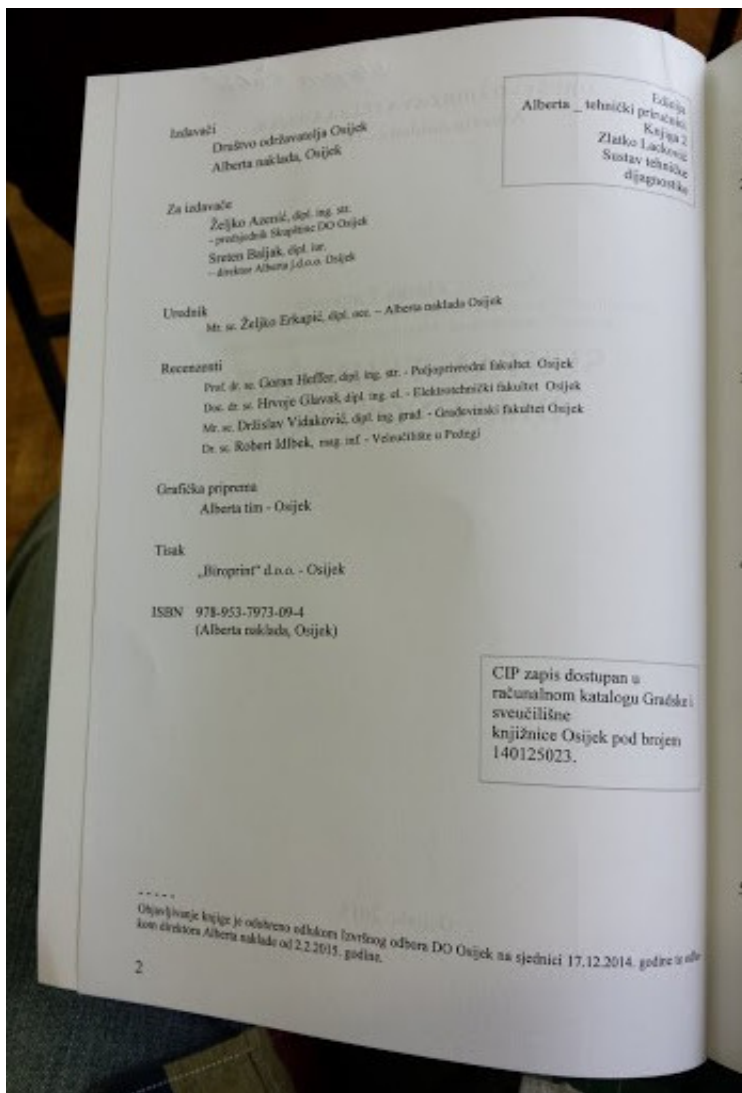 Izdavači
Društvo održavatelja Osijek
Alberta naklada, Osijek
Edicija
Alberta _ tehnički priručnici
Knjiga 2
Zlatko Lacković
Sustav tehničke
dijagnostike
Za izdavače
Željko Azenić, dipl. ing. str.
- predsjednik Skupštine DO Osijek
Sreten Baljak, dipl. iur.
– direktor Alberta j.d.o.o. Osijek
Urednik
Mr. sc. Željko Erkapić, dipl. oec. – Alberta naklada Osijek
Recenzenti
Prof. dr. sc. Goran Heffer, dipl. ing. str. - Poljoprivredni fakultet Osijek
Doc. dr. sc. Hrvoje Glavaš, dipl. ing. el. - Elektrotehnički fakultet Osijek
Mr. sc. Držislav Vidaković, dipl. ing. grad. - Građevinski fakultet Osijek
Dr. sc. Robert Idlbek, mag. inf. - Veleučilište u Požegi
Grafička priprema
Alberta tim - Osijek
Tisak
„Biroprint“ d.o.o. - Osijek
ISBN 978-953-7973-09-4
(Alberta naklada, Osijek)
CIP zapis dostupan u
računalnom katalogu Gradske i
sveučilišne
knjižnice Osijek pod brojem
140125023.
-----
Objavljivanje knjige je odobreno odlukom Izvršnog odbora DO Osijek na sjednici 17.12.2014. godine te odlu-
kom direktora Alberta naklade od 2.2.2015. godine.
2